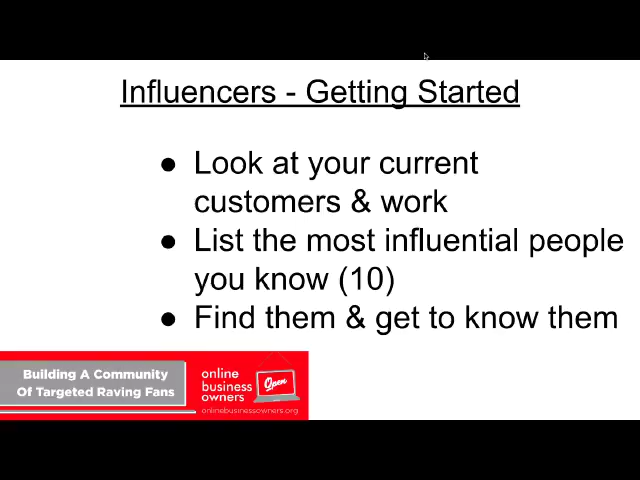 Influencers - Getting Started
● Look at your current
customers & work
● List the most influential people
you know (10)
● Find them & get to know them
Building A Community
Of Targeted Raving Fans
online
business
owners
Open
onlinebusinessowners.org